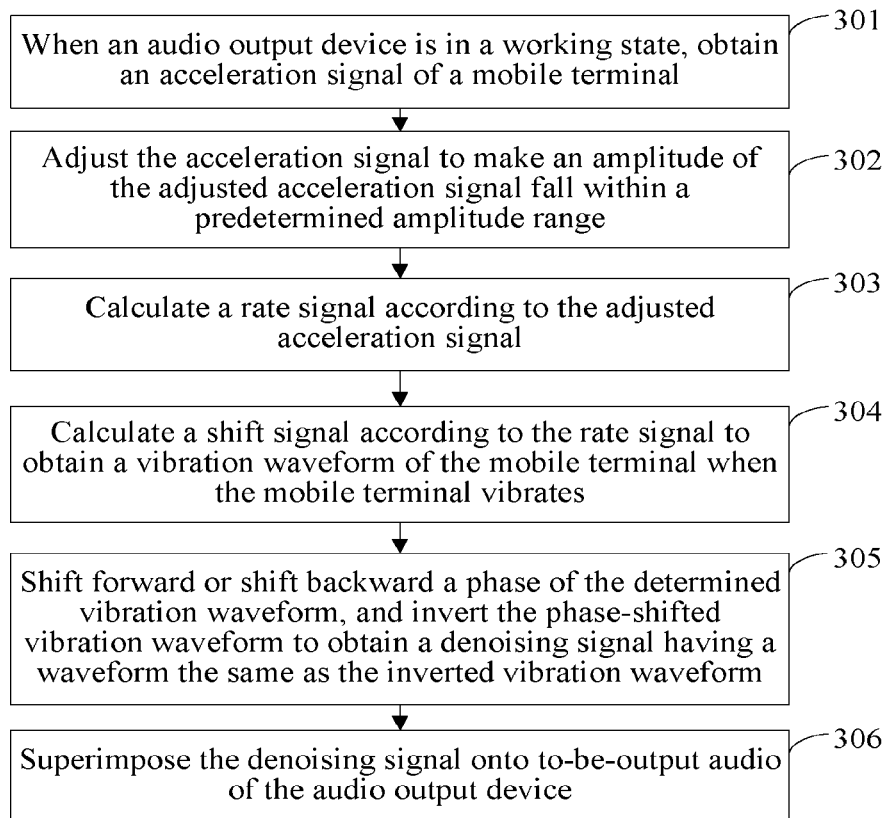 301
When an audio output device is in a working state, obtain
an acceleration signal of a mobile terminal
302
Adjust the acceleration signal to make an amplitude of
the adjusted acceleration signal fall within a
predetermined amplitude range
303
Calculate a rate signal according to the adjusted
acceleration signal
304
Calculate a shift signal according to the rate signal to
obtain a vibration waveform of the mobile terminal when
the mobile terminal vibrates
305
Shift forward or shift backward a phase of the determined
vibration waveform, and invert the phase-shifted
vibration waveform to obtain a denoising signal having a
waveform the same as the inverted vibration waveform
306
Superimpose the denoising signal onto to-be-output audio
of the audio output device